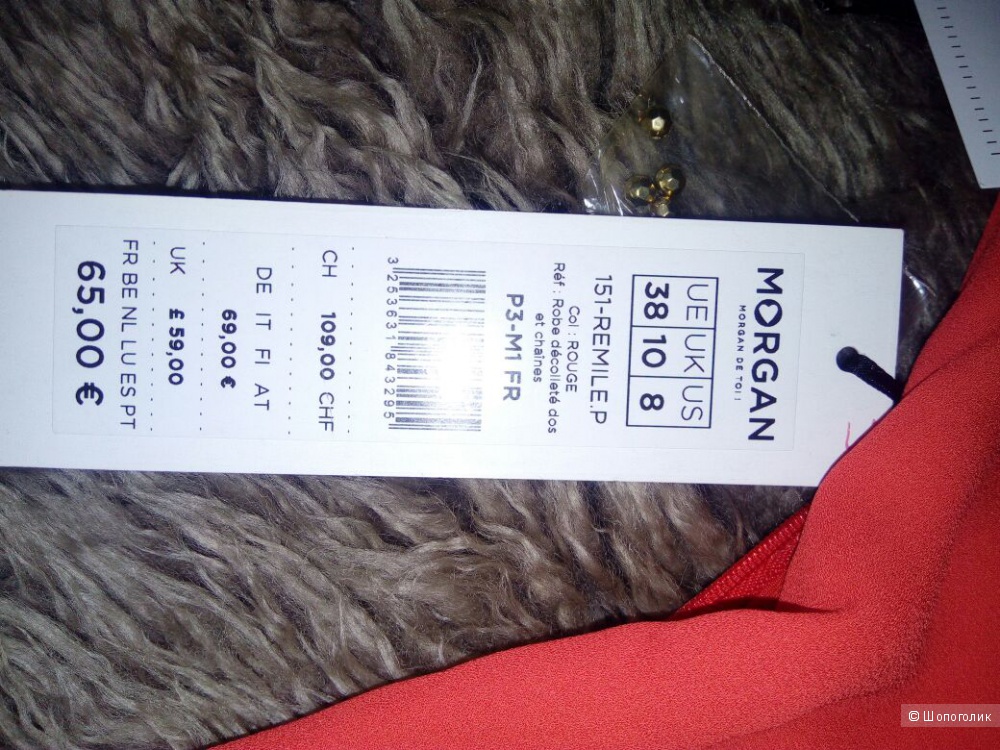 MORGAN
MORGAN DE TOI !
UE UK US
38 10 8
151-REMILE.P
Col : ROUGE
Réf : Robe décolleté dos
et chaînes
P3-M1 FR
3 253631 843295
CH 109,00 CHF
DE IT FI AT
69,00 €
UK £ 59,00
FR BE NL LU ES PT
65,00 €
© Шопоголик